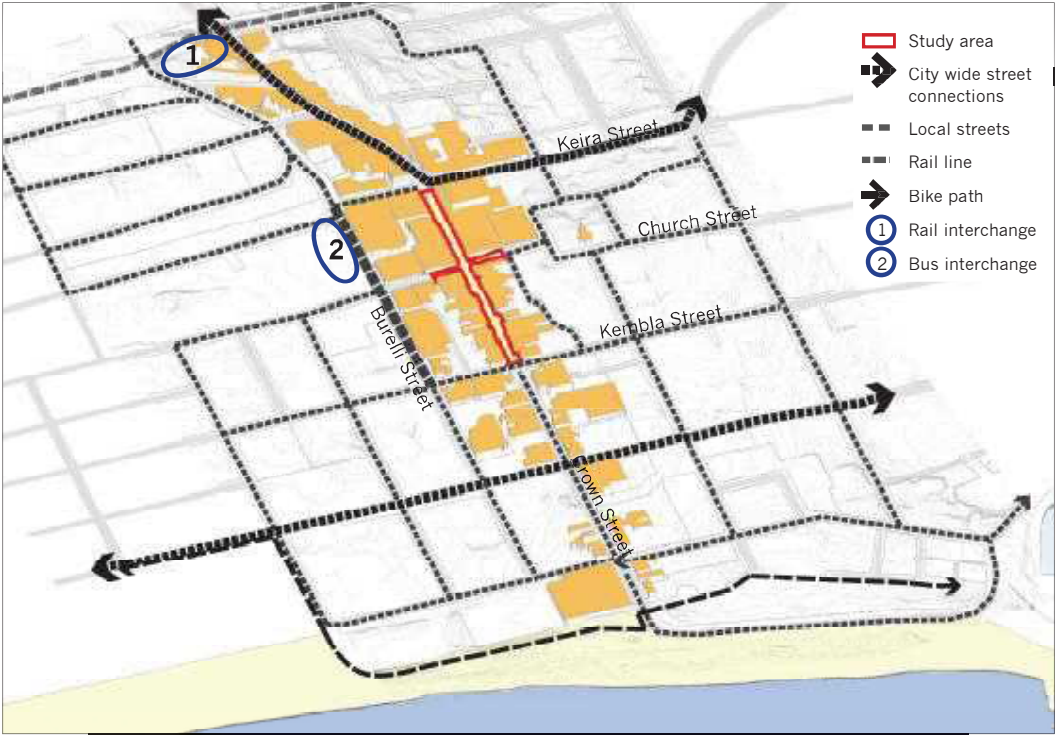 1
Study area
City wide street
connections
Keira Street
Local streets
Rail line
Bike path
Church Street
1 Rail interchange
2
2 Bus interchange
Kembla Street
Burelli Street
Crown Street